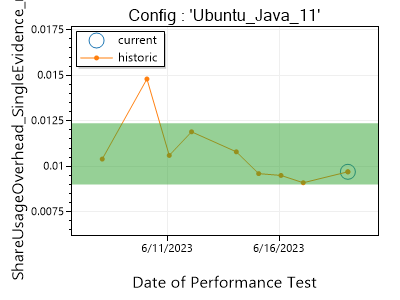 Config : 'Ubuntu_Java_11'
ShareUsageOverhead_SingleEvidence_
0.0175
0.015
0.0125
0.01
0.0075
current
historic
6/11/2023
6/16/2023
Date of Performance Test